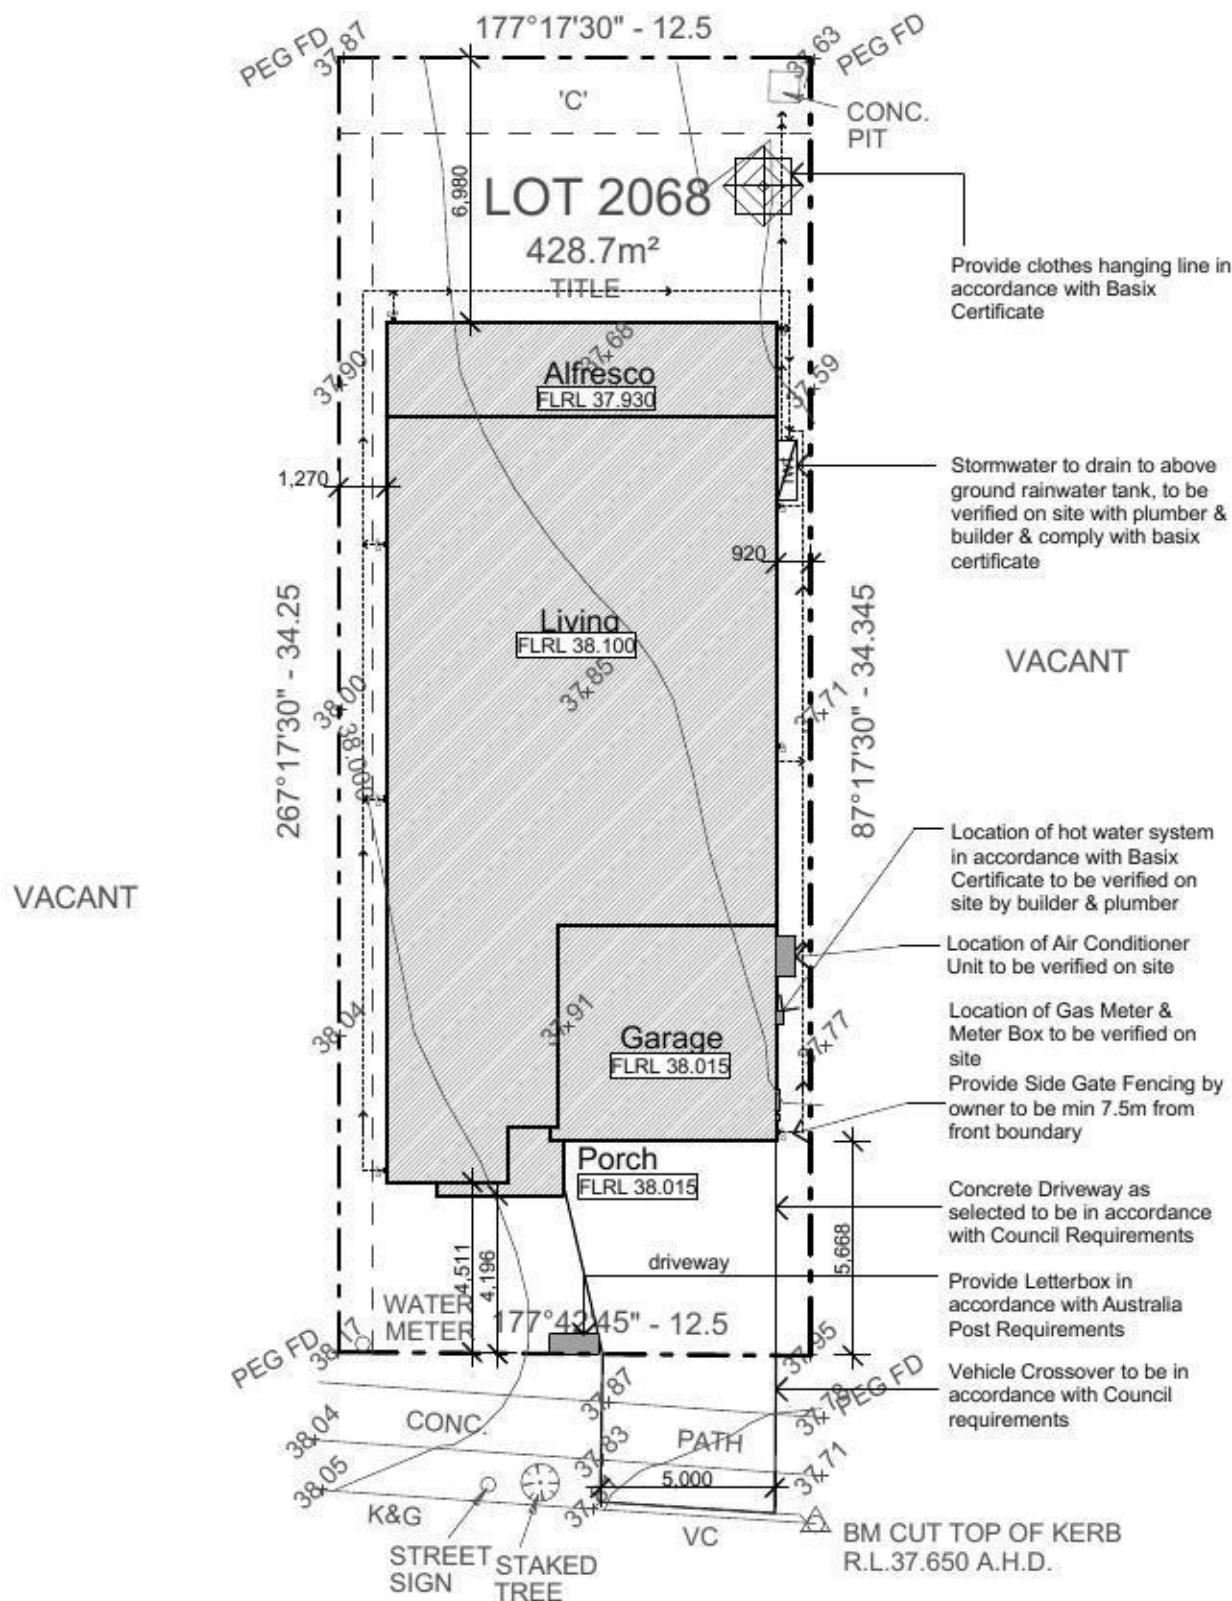 177°17'30" - 12.5
PEG FD
37.87
37.63
PEG FD
'C'
CONC.
PIT
6,980
LOT 2068
428.7m²
TITLE
Provide clothes hanging line in
accordance with Basix
Certificate
37.68
Alfresco
FLRL 37.930
37.90
37.59
1,270
Stormwater to drain to above
ground rainwater tank, to be
verified on site with plumber &
builder & comply with basix
certificate
920
267°17'30" - 34.25
Living
FLRL 38.100
37.85
87°17'30" - 34.345
VACANT
38.00
38.000
37.71
VACANT
Location of hot water system
in accordance with Basix
Certificate to be verified on
site by builder & plumber
Location of Air Conditioner
Unit to be verified on site
38.04
37.91
Garage
FLRL 38.015
37.77
Location of Gas Meter &
Meter Box to be verified on
site
Provide Side Gate Fencing by
owner to be min 7.5m from
front boundary
Porch
FLRL 38.015
Concrete Driveway as
selected to be in accordance
with Council Requirements
4,511
4,196
driveway
5,668
Provide Letterbox in
accordance with Australia
Post Requirements
WATER
METER
177°42'45" - 12.5
PEG FD
38.17
37.95
PEG FD
Vehicle Crossover to be in
accordance with Council
requirements
37.87
37.78
38.04
CONC.
37.83
PATH
37.71
38.05
5,000
K&G
VC
STREET
SIGN
STAKED
TREE
BM CUT TOP OF KERB
R.L.37.650 A.H.D.